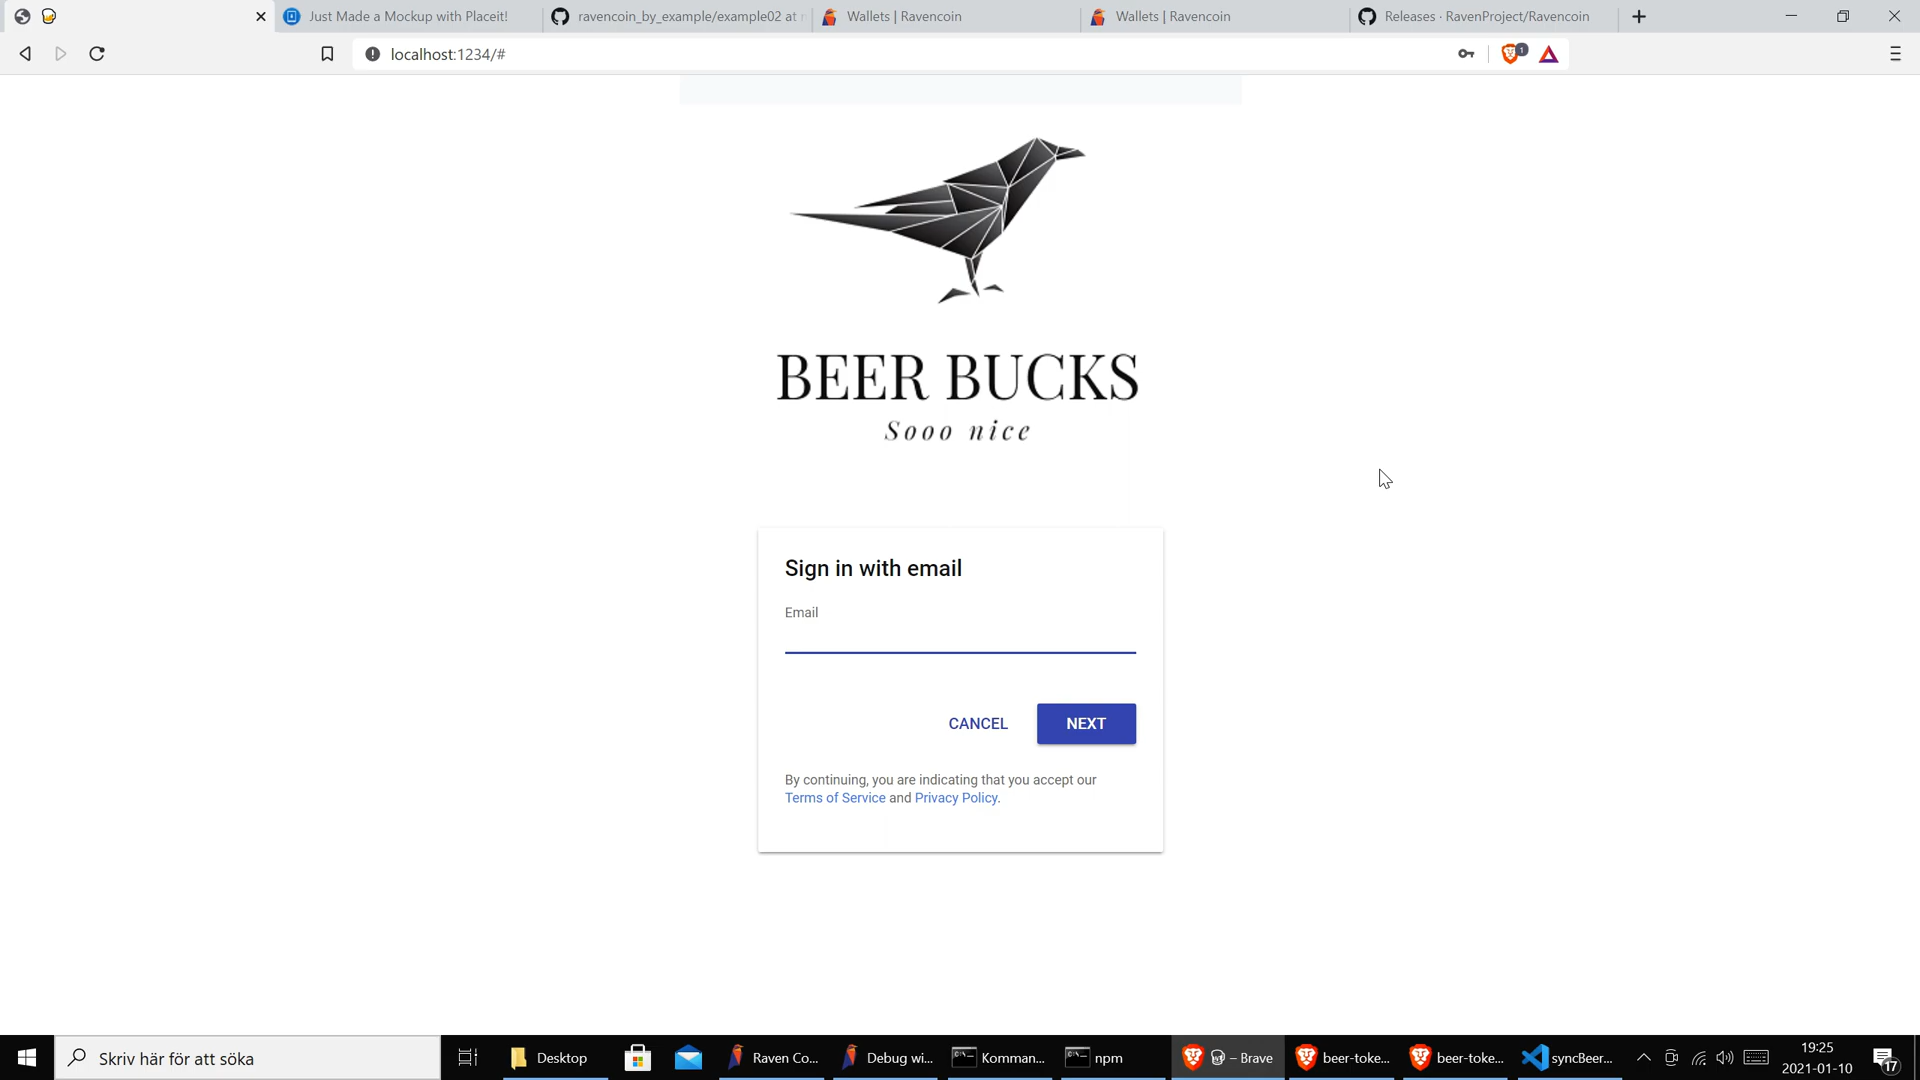 Just Made a Mockup with Placeit!
ravencoin_by_example/example02 at
Wallets | Ravencoin
Wallets | Ravencoin
Releases · RavenProject/Ravencoin
localhost:1234/#
1
BEER BUCKS
Sooo nice
Sign in with email
Email
CANCEL
NEXT
By continuing, you are indicating that you accept our
Terms of Service and Privacy Policy.
Skriv här för att söka
Desktop
Raven Co...
Debug wi...
Komman...
npm
– Brave
beer-toke...
beer-toke...
syncBeer...
19:25
2021-01-10
17